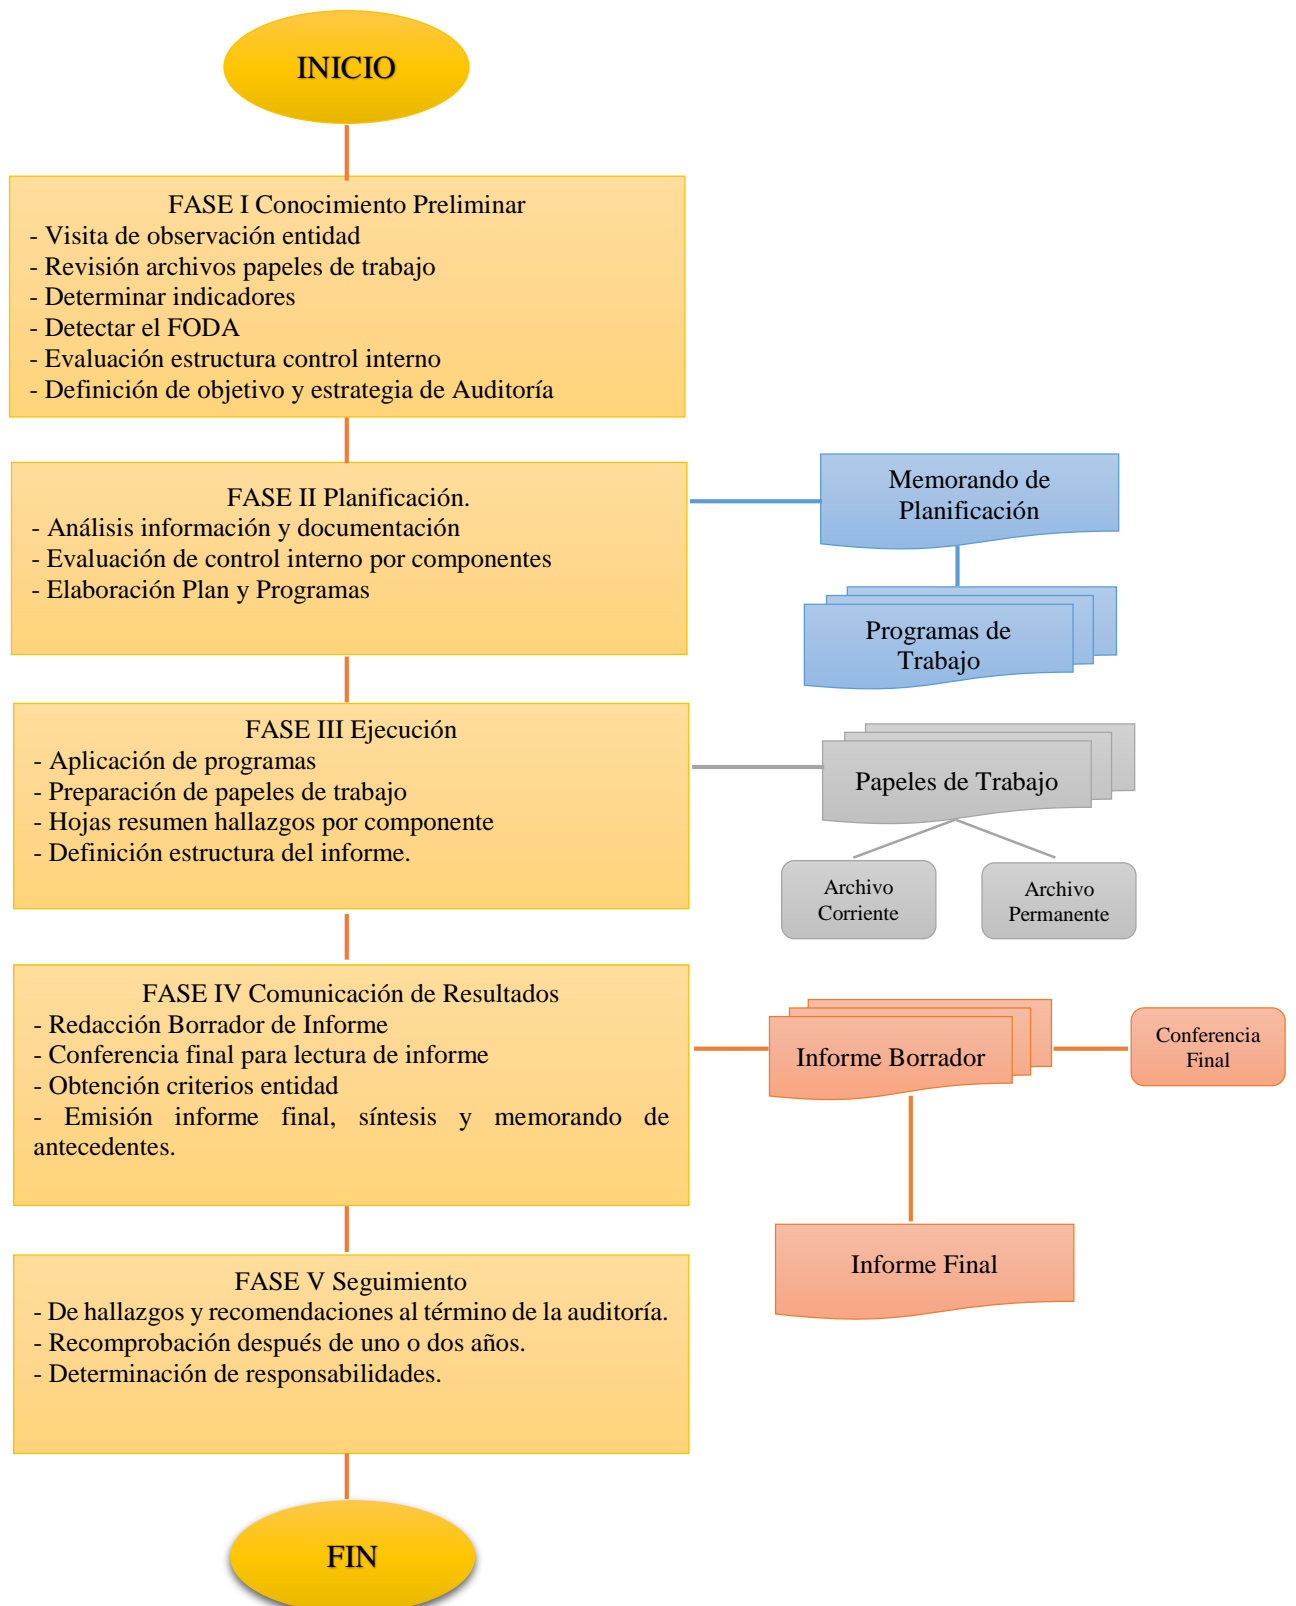 INICIO
FASE I Conocimiento Preliminar
- Visita de observación entidad
- Revisión archivos papeles de trabajo
- Determinar indicadores
- Detectar el FODA
- Evaluación estructura control interno
- Definición de objetivo y estrategia de Auditoría
FASE II Planificación.
- Análisis información y documentación
- Evaluación de control interno por componentes
- Elaboración Plan y Programas
Memorando de
Planificación
Programas de
Trabajo
FASE III Ejecución
- Aplicación de programas
- Preparación de papeles de trabajo
- Hojas resumen hallazgos por componente
- Definición estructura del informe.
Papeles de Trabajo
Archivo
Corriente
Archivo
Permanente
FASE IV Comunicación de Resultados
- Redacción Borrador de Informe
- Conferencia final para lectura de informe
- Obtención criterios entidad
- Emisión informe final, síntesis y memorando de
antecedentes.
Informe Borrador
Conferencia
Final
Informe Final
FASE V Seguimiento
- De hallazgos y recomendaciones al término de la auditoría.
- Recomprobación después de uno o dos años.
- Determinación de responsabilidades.
FIN